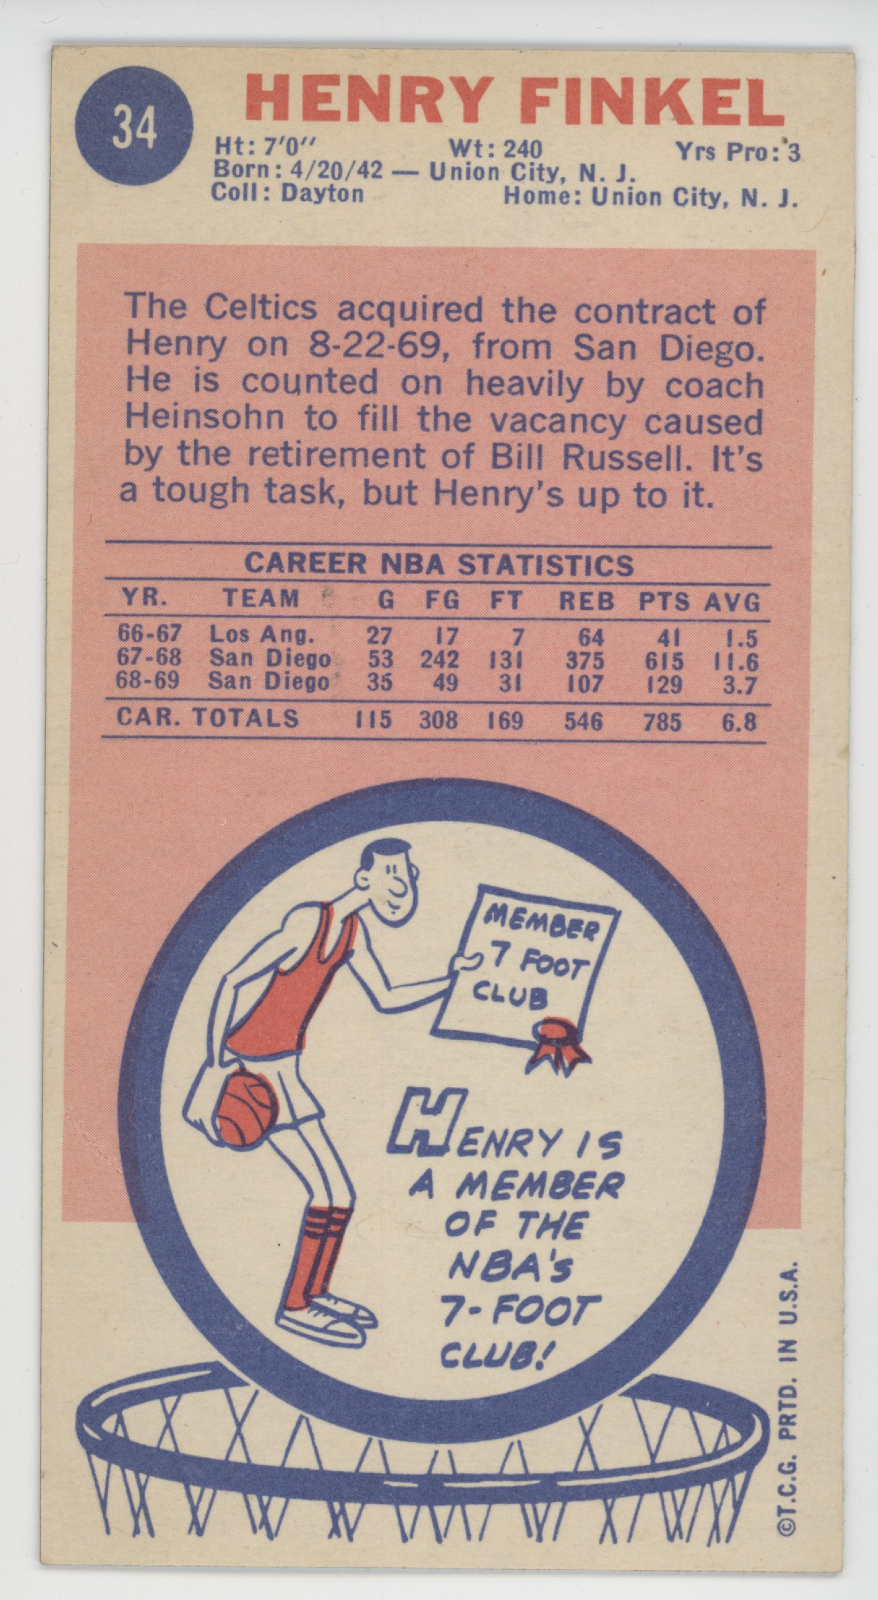 34
HENRY FINKEL
Ht: 7'0" Wt: 240 Yrs Pro: 3
Born: 4/20/42 — Union City, N. J.
Coll: Dayton Home: Union City, N. J.
The Celtics acquired the contract of
Henry on 8-22-69, from San Diego.
He is counted on heavily by coach
Heinsohn to fill the vacancy caused
by the retirement of Bill Russell. It's
a tough task, but Henry's up to it.
CAREER NBA STATISTICS
YR. TEAM G FG FT REB PTS AVG
66-67 Los Ang. 27 17 7 64 41 1.5
67-68 San Diego 53 242 131 375 615 11.6
68-69 San Diego 35 49 31 107 129 3.7
CAR. TOTALS 115 308 169 546 785 6.8
MEMBER
7 FOOT
CLUB
HENRY IS
A MEMBER
OF THE
NBA'S
7-FOOT
CLUB!
©T.C.G. PRTD. IN U.S.A.